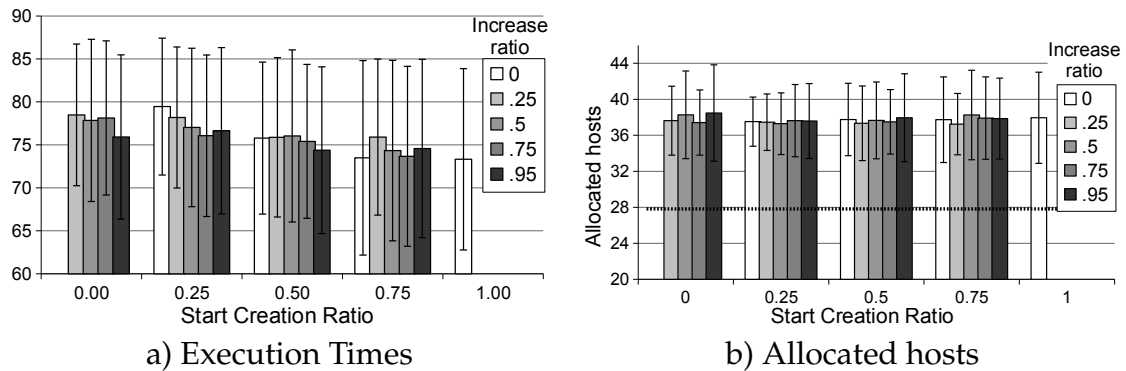 90
85
80
75
70
65
60
0.00 0.25 0.50 0.75 1.00
Start Creation Ratio
Increase
ratio
0
.25
.5
.75
.95
a) Execution Times
Allocated hosts
44
40
36
32
28
24
20
0 0.25 0.5 0.75 1
Start Creation Ratio
Increase
ratio
0
.25
.5
.75
.95
b) Allocated hosts